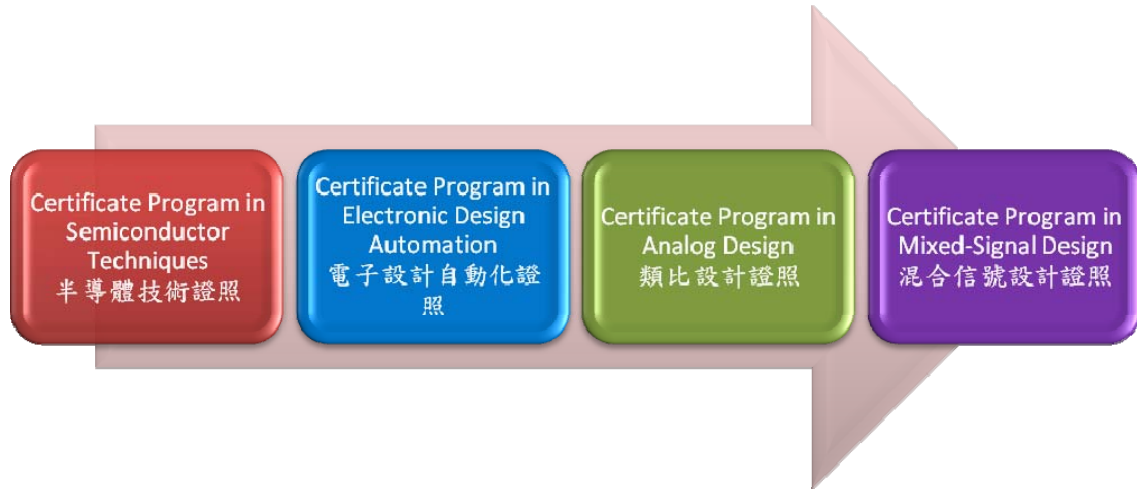 Certificate Program in
Semiconductor
Techniques
半導體技術證照
Certificate Program in
Electronic Design
Automation
電子設計自動化證
照
Certificate Program in
Analog Design
類比設計證照
Certificate Program in
Mixed-Signal Design
混合信號設計證照